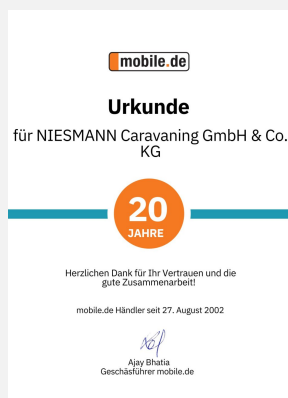 mobile.de
Urkunde
für NIESMANN Caravaning GmbH & Co.
KG
20
JAHRE
Herzlichen Dank für Ihr Vertrauen und die
gute Zusammenarbeit!
mobile.de Händler seit 27. August 2002
Ajay Bhatia
Geschäsführer mobile.de